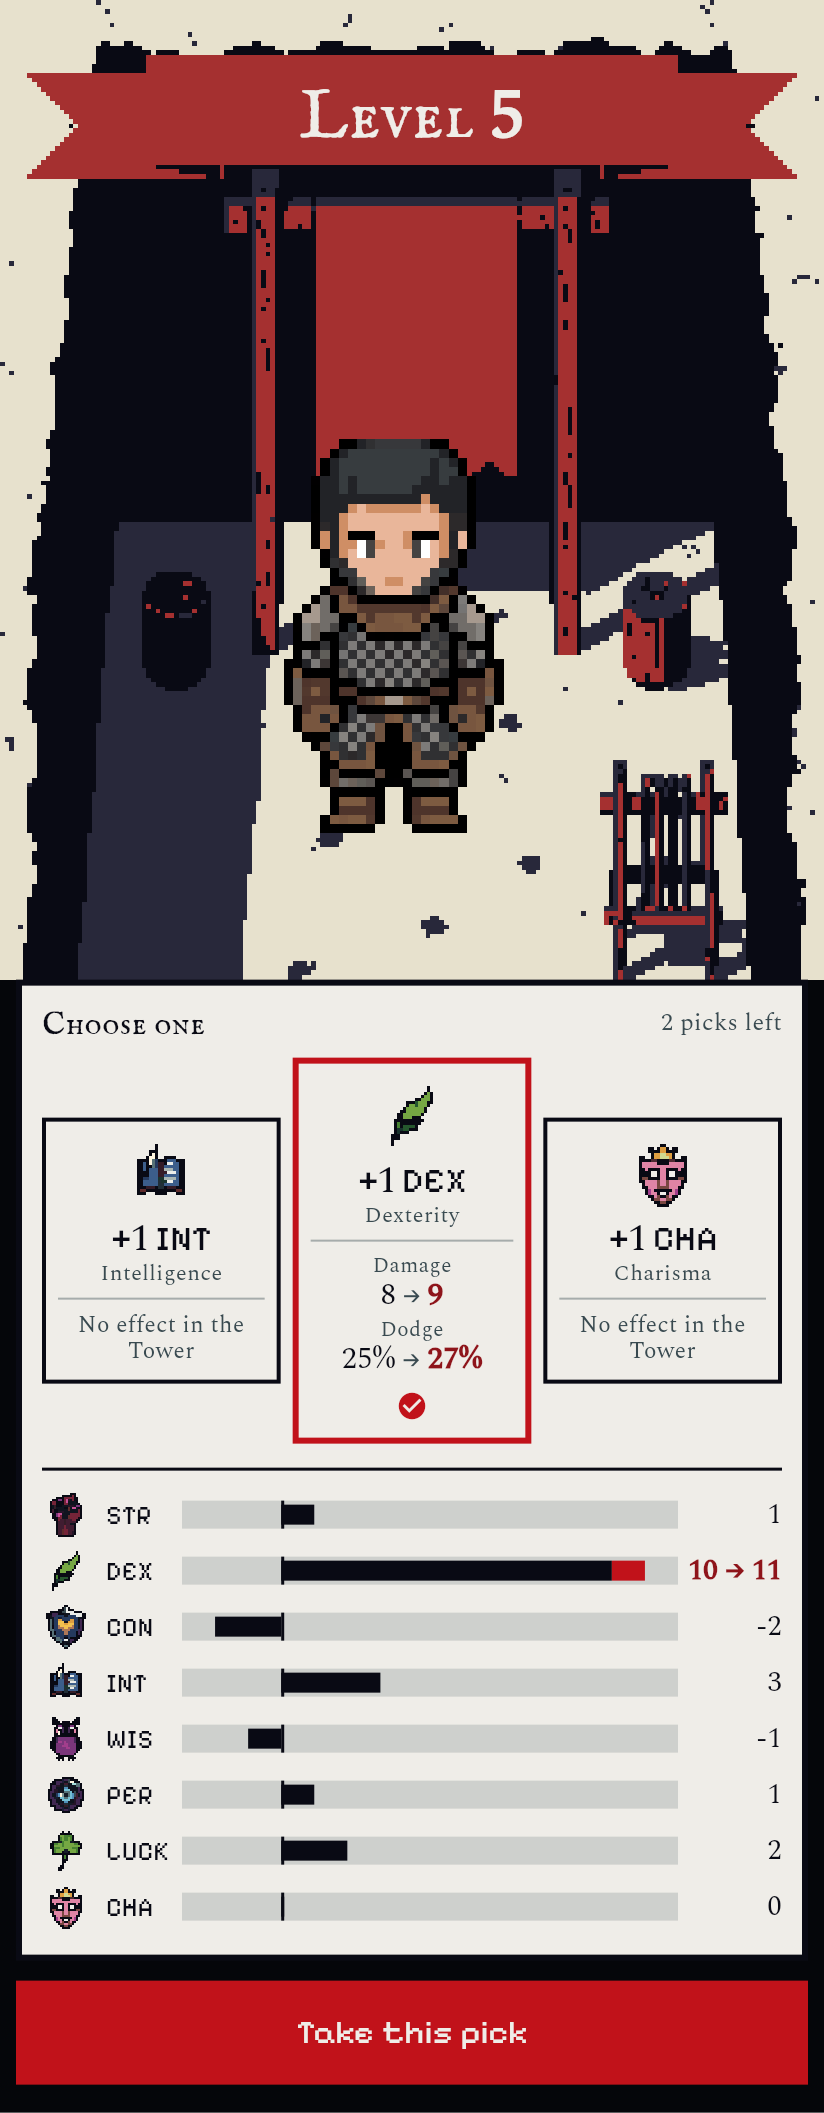 Level 5
Choose one
2 picks left
+1 INT
Intelligence
No effect in the
Tower
+1 DEX
Dexterity
Damage
8 → 9
Dodge
25% → 27%
+1 CHA
Charisma
No effect in the
Tower
STR 1
DEX 10 → 11
CON -2
INT 3
WIS -1
PER 1
LUCK 2
CHA 0
Take this pick